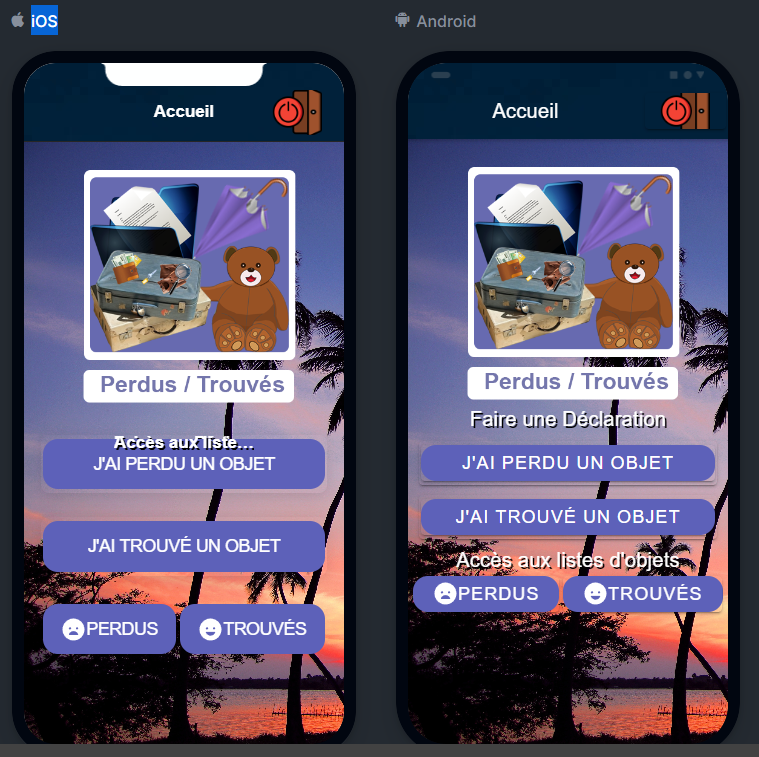 iOS
Accueil
Perdus / Trouvés
Accès aux liste...
J'AI PERDU UN OBJET
J'AI TROUVÉ UN OBJET
PERDUS
TROUVÉS
Android
Accueil
Perdus / Trouvés
Faire une Déclaration
J'AI PERDU UN OBJET
J'AI TROUVÉ UN OBJET
Accès aux listes d'objets
PERDUS
TROUVÉS